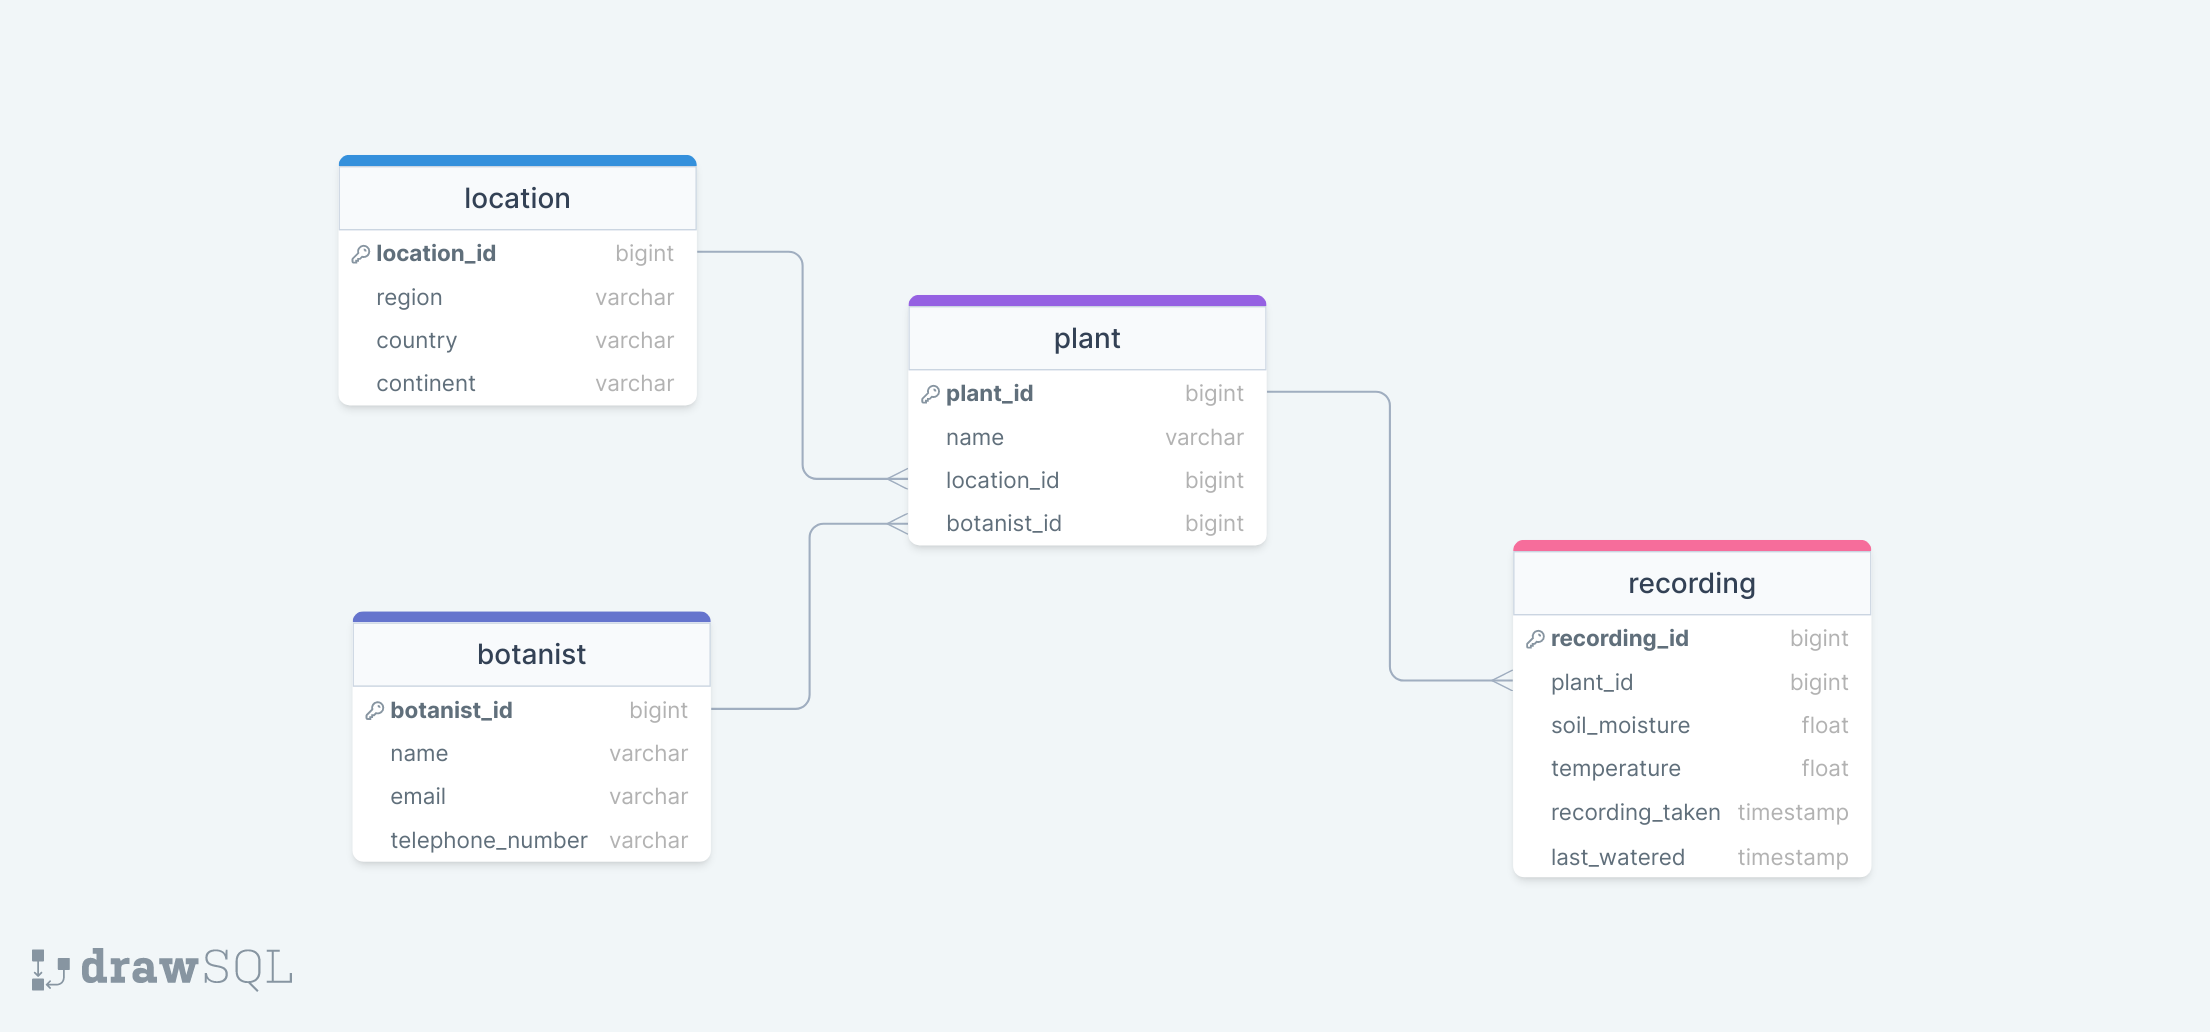 location
location_id bigint
region varchar
country varchar
continent varchar
plant
plant_id bigint
name varchar
location_id bigint
botanist_id bigint
botanist
botanist_id bigint
name varchar
email varchar
telephone_number varchar
recording
recording_id bigint
plant_id bigint
soil_moisture float
temperature float
recording_taken timestamp
last_watered timestamp
drawSQL